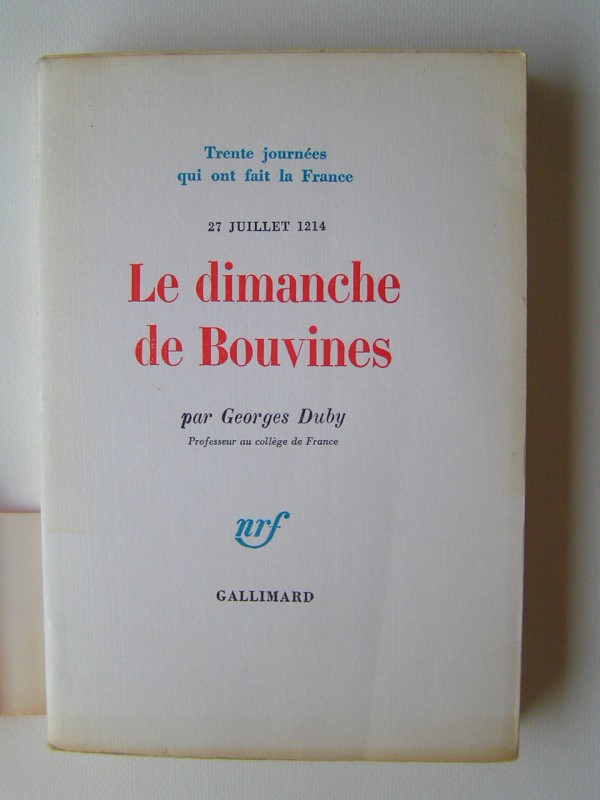 Trente journées
qui ont fait la France
27 JUILLET 1214
Le dimanche
de Bouvines
par Georges Duby
Professeur au collège de France
nrf
GALLIMARD